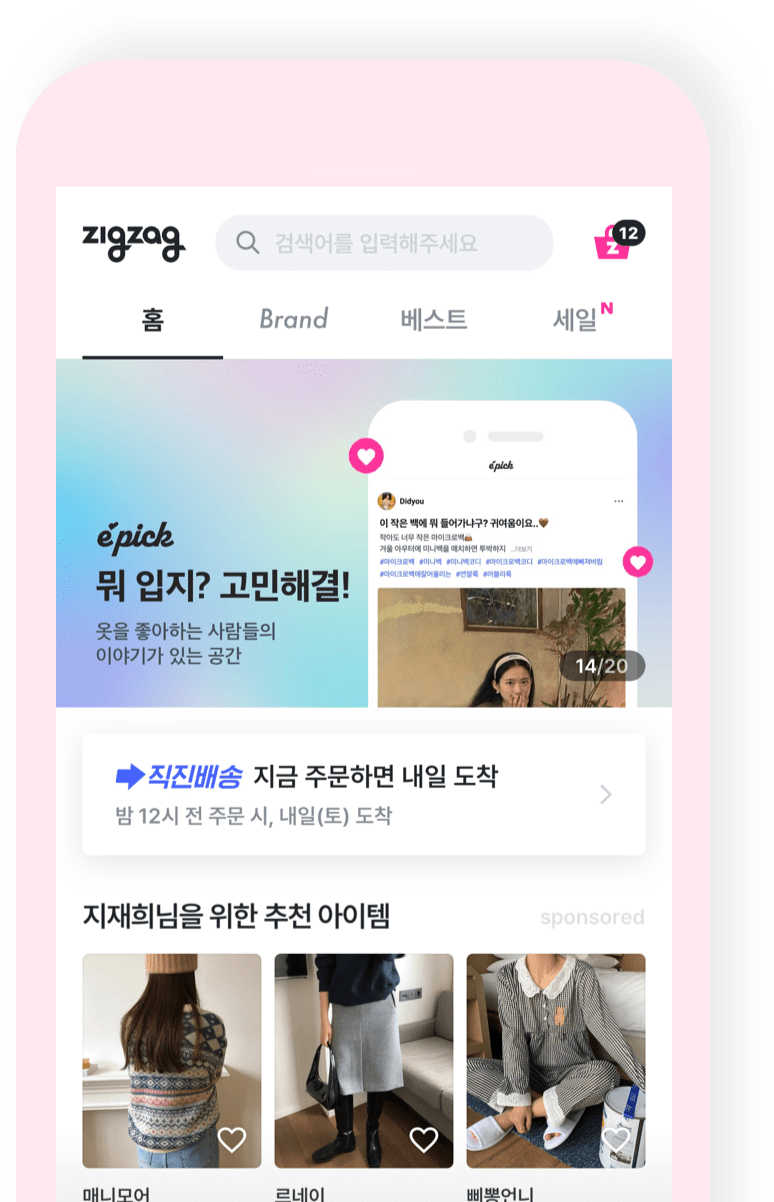 zigzag
검색어를 입력해주세요
12
z
홈
Brand
베스트
세일 N
épick
뭐 입지? 고민해결!
옷을 좋아하는 사람들의
이야기가 있는 공간
épick
Didyou
이 작은 백에 뭐 들어가냐구? 귀여움이요..🤎
작아도 너무 작은 마이크로백👜
겨울 아우터에 미니백을 매치하면 투박하지 ...더보기
#마이크로백 #미니백 #미니백코디 #마이크로백코디 #마이크로백에빠져버림
#마이크로백에잘어울리는 #연말룩 #러블리룩
14/20
직진배송 지금 주문하면 내일 도착
밤 12시 전 주문 시, 내일(토) 도착
지재희님을 위한 추천 아이템
sponsored
매니모어
르네이
삐뽕언니